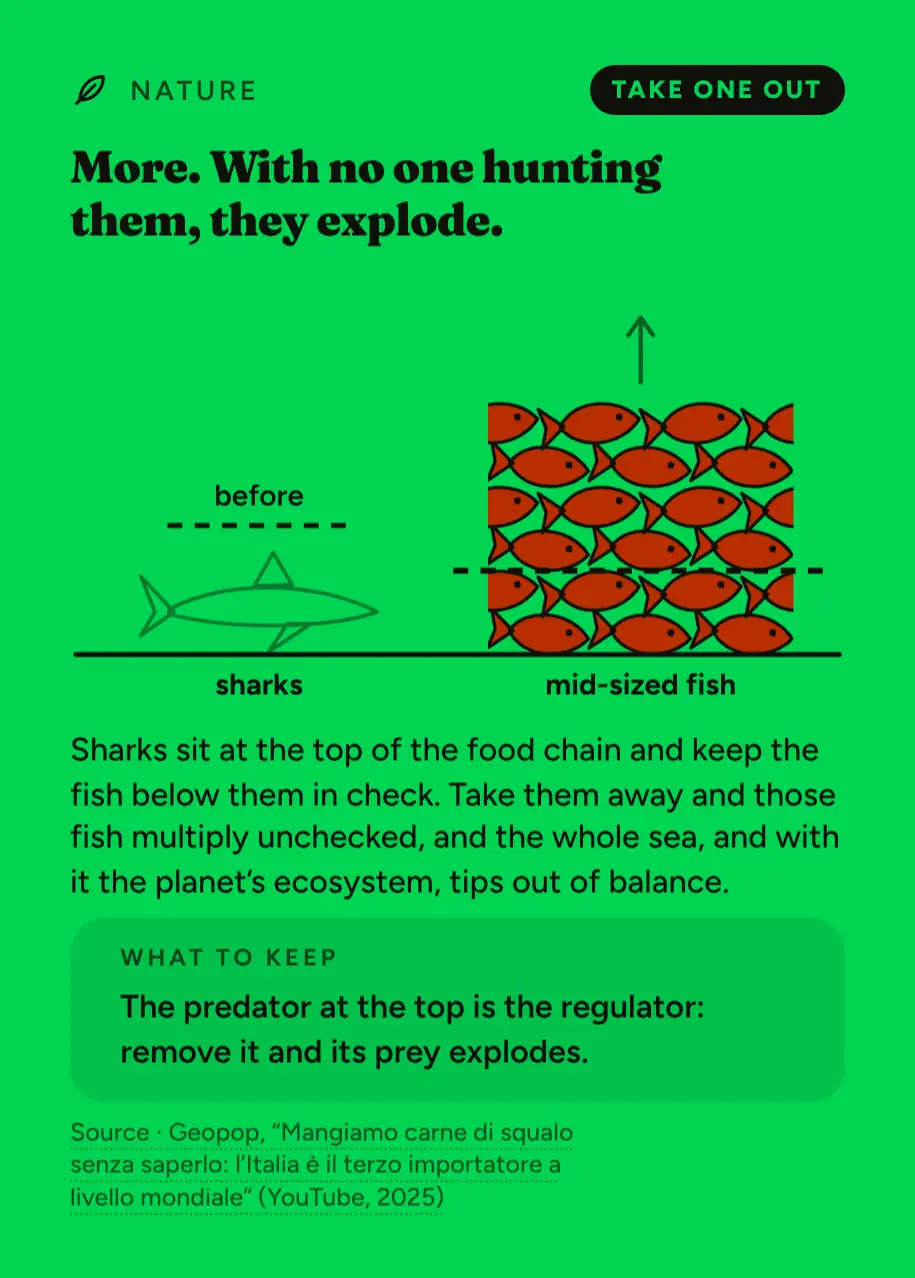 NATURE
TAKE ONE OUT
More. With no one hunting
them, they explode.
before
sharks
mid-sized fish
Sharks sit at the top of the food chain and keep the
fish below them in check. Take them away and those
fish multiply unchecked, and the whole sea, and with
it the planet’s ecosystem, tips out of balance.
WHAT TO KEEP
The predator at the top is the regulator:
remove it and its prey explodes.
Source · Geopop, “Mangiamo carne di squalo
senza saperlo: l’Italia è il terzo importatore a
livello mondiale” (YouTube, 2025)